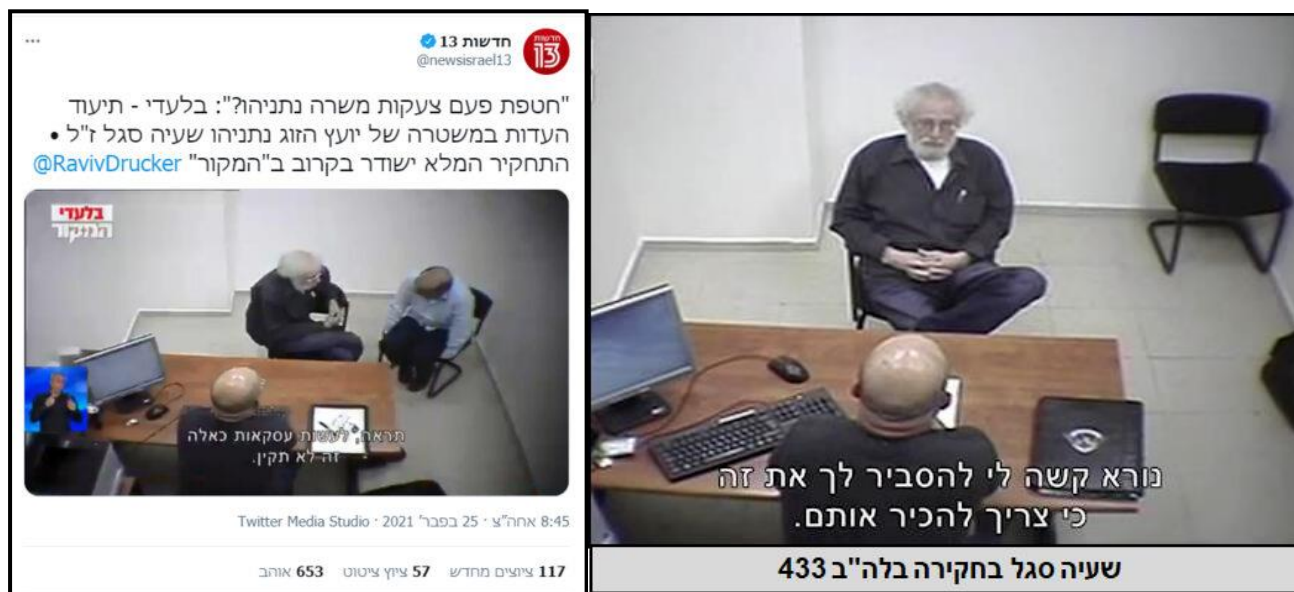 חדשות 13
@newsisrael13
חדשות
13
"חטפת פעם צעקות משרה נתניהו?": בלעדי - תיעוד
העדות במשטרה של יועץ הזוג נתניהו שעיה סגל ז"ל •
התחקיר המלא ישודר בקרוב ב"המקור" @RavivDrucker
בלעדי
המקור
תראה, לעשות עסקאות כאלה
זה לא תקין.
8:45 אחה"צ · 25 בפבר' 2021 · Twitter Media Studio
117 ציוצים מחדש 57 ציוץ ציטוט 653 אוהב
נורא קשה לי להסביר לך את זה
כי צריך להכיר אותם.
שעיה סגל בחקירה בלה"ב 433